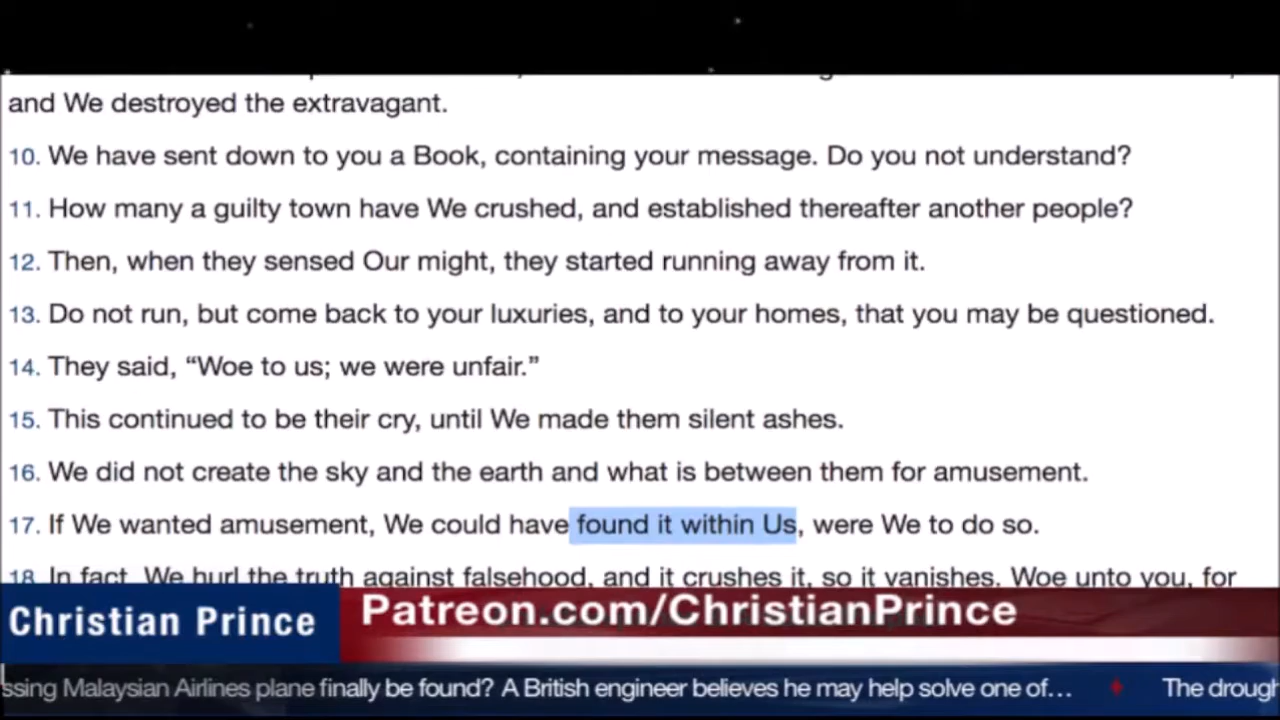 and We destroyed the extravagant.
10. We have sent down to you a Book, containing your message. Do you not understand?
11. How many a guilty town have We crushed, and established thereafter another people?
12. Then, when they sensed Our might, they started running away from it.
13. Do not run, but come back to your luxuries, and to your homes, that you may be questioned.
14. They said, “Woe to us; we were unfair.”
15. This continued to be their cry, until We made them silent ashes.
16. We did not create the sky and the earth and what is between them for amusement.
17. If We wanted amusement, We could have found it within Us, were We to do so.
18. In fact, We hurl the truth against falsehood, and it crushes it, so it vanishes. Woe unto you, for
Christian Prince
Patreon.com/ChristianPrince
ssing Malaysian Airlines plane finally be found? A British engineer believes he may help solve one of... The drough